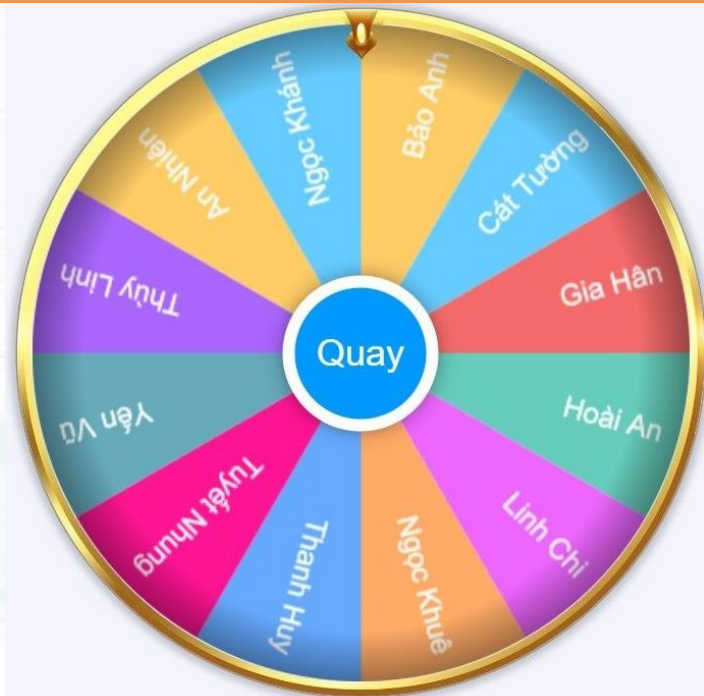 Bảo Anh
Cát Tường
Gia Hân
Hoài An
Linh Chi
Ngọc Khuê
Thanh Huy
Tuyết Nhung
Yến Vũ
Thùy Linh
An Nhiên
Ngọc Khánh
Quay